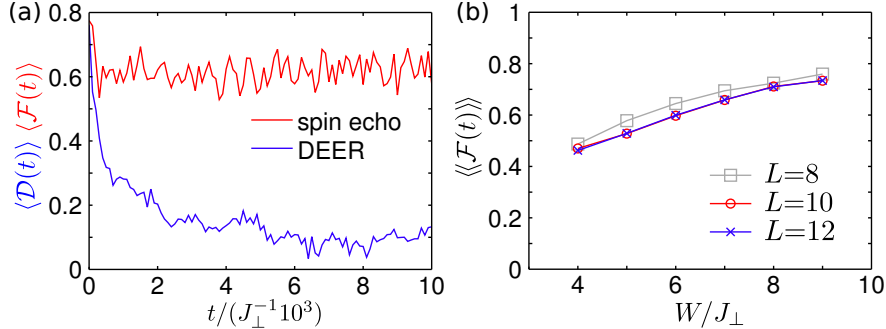 (a)
0.8
0.6
0.4
0.2
0
⟨D(t)⟩ ⟨F(t)⟩
spin echo
DEER
0 2 4 6 8 10
t/(J⊥⁻¹10³)
(b)
1
0.8
0.6
0.4
0.2
0
⟨⟨F(t)⟩⟩
L=8
L=10
L=12
4 6 8 10
W/J⊥